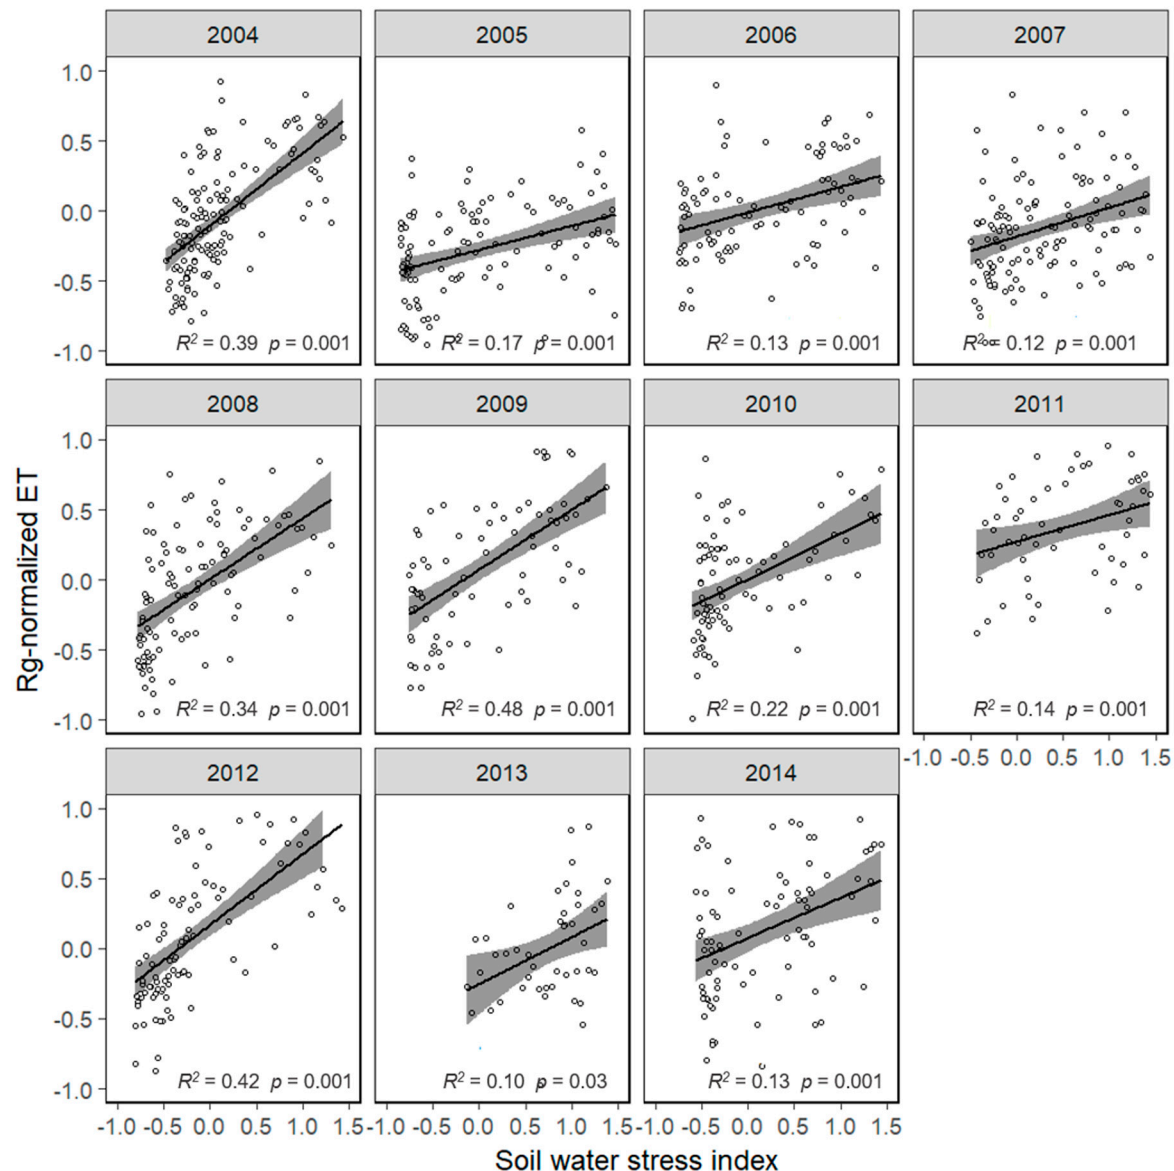 2004 2005 2006 2007
1.0
0.5
0.0
-0.5
-1.0
R² = 0.39 p = 0.001 R² = 0.17 p = 0.001 R² = 0.13 p = 0.001 R² = 0.12 p = 0.001
2008 2009 2010 2011
Rg-normalized ET
1.0
0.5
0.0
-0.5
-1.0
R² = 0.34 p = 0.001 R² = 0.48 p = 0.001 R² = 0.22 p = 0.001 R² = 0.14 p = 0.001
-1.0 -0.5 0.0 0.5 1.0 1.5
2012 2013 2014
1.0
0.5
0.0
-0.5
-1.0
R² = 0.42 p = 0.001 R² = 0.10 p = 0.03 R² = 0.13 p = 0.001
-1.0 -0.5 0.0 0.5 1.0 1.5 -1.0 -0.5 0.0 0.5 1.0 1.5 -1.0 -0.5 0.0 0.5 1.0 1.5
Soil water stress index